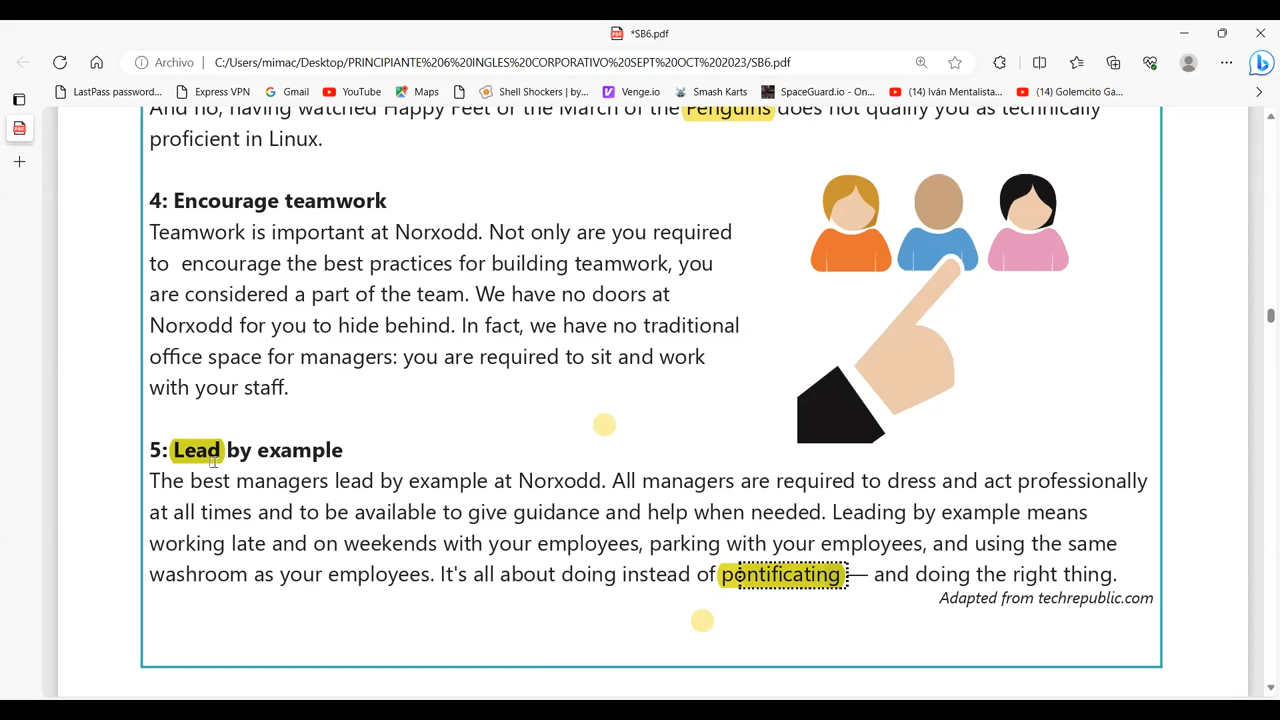 *SB6.pdf
Archivo | C:/Users/mimac/Desktop/PRINCIPIANTE%206%20INGLES%20CORPORATIVO%20SEPT%20OCT%202023/SB6.pdf
LastPass password... Express VPN Gmail YouTube Maps Shell Shockers | by... Venge.io Smash Karts SpaceGuard.io - On... (14) Iván Mentalista... (14) Golemcito Ga...
And no, having watched Happy Feet or the March of the Penguins does not qualify you as technically
proficient in Linux.
4: Encourage teamwork
Teamwork is important at Norxodd. Not only are you required
to encourage the best practices for building teamwork, you
are considered a part of the team. We have no doors at
Norxodd for you to hide behind. In fact, we have no traditional
office space for managers: you are required to sit and work
with your staff.
5: Lead by example
The best managers lead by example at Norxodd. All managers are required to dress and act professionally
at all times and to be available to give guidance and help when needed. Leading by example means
working late and on weekends with your employees, parking with your employees, and using the same
washroom as your employees. It's all about doing instead of pontificating — and doing the right thing.
Adapted from techrepublic.com